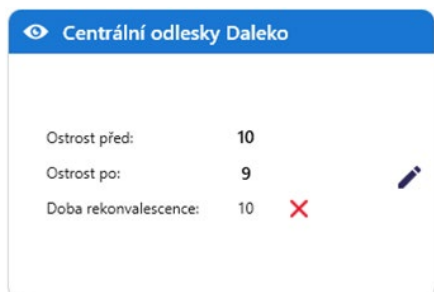 Centrální odlesky Daleko
Ostrost před: 10
Ostrost po: 9
Doba rekonvalescence: 10